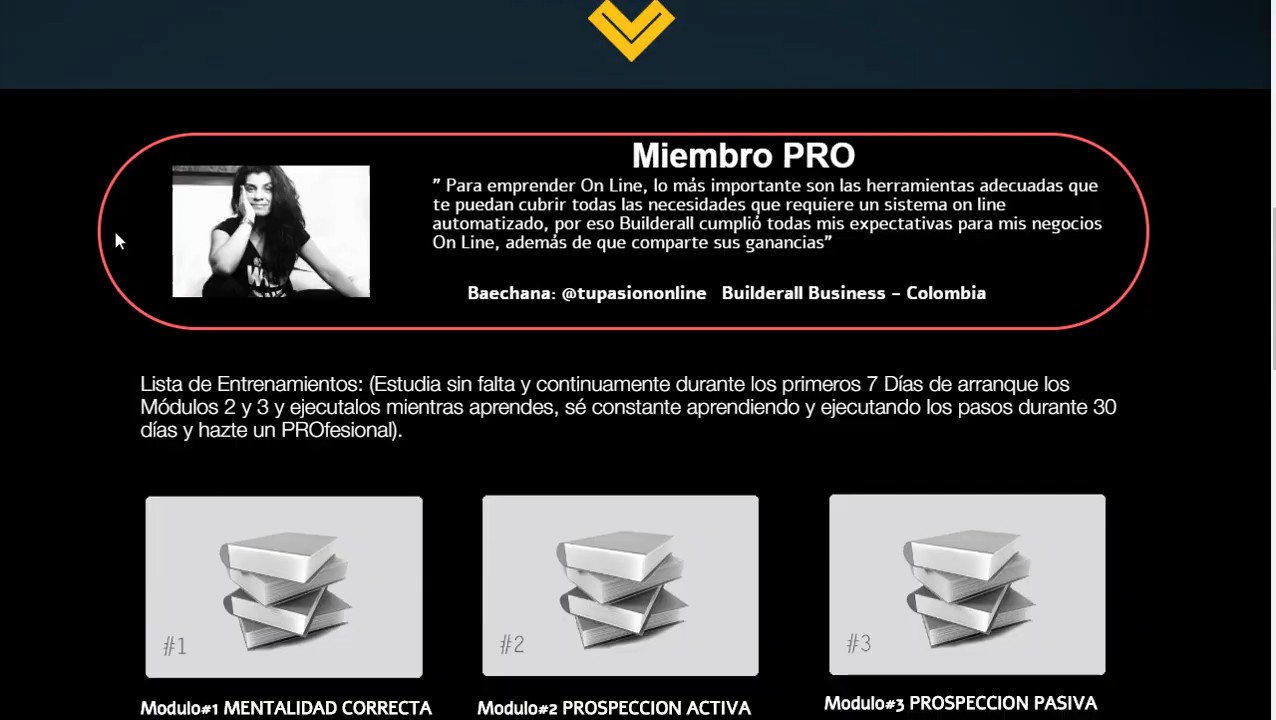 Miembro PRO
" Para emprender On Line, lo más importante son las herramientas adecuadas que
te puedan cubrir todas las necesidades que requiere un sistema on line
automatizado, por eso Builderall cumplió todas mis expectativas para mis negocios
On Line, además de que comparte sus ganancias"
Baechana: @tupasiononline Builderall Business - Colombia
Lista de Entrenamientos: (Estudia sin falta y continuamente durante los primeros 7 Días de arranque los
Módulos 2 y 3 y ejecutalos mientras aprendes, sé constante aprendiendo y ejecutando los pasos durante 30
días y hazte un PROfesional).
#1
#2
#3
Modulo#1 MENTALIDAD CORRECTA
Modulo#2 PROSPECCION ACTIVA
Modulo#3 PROSPECCION PASIVA